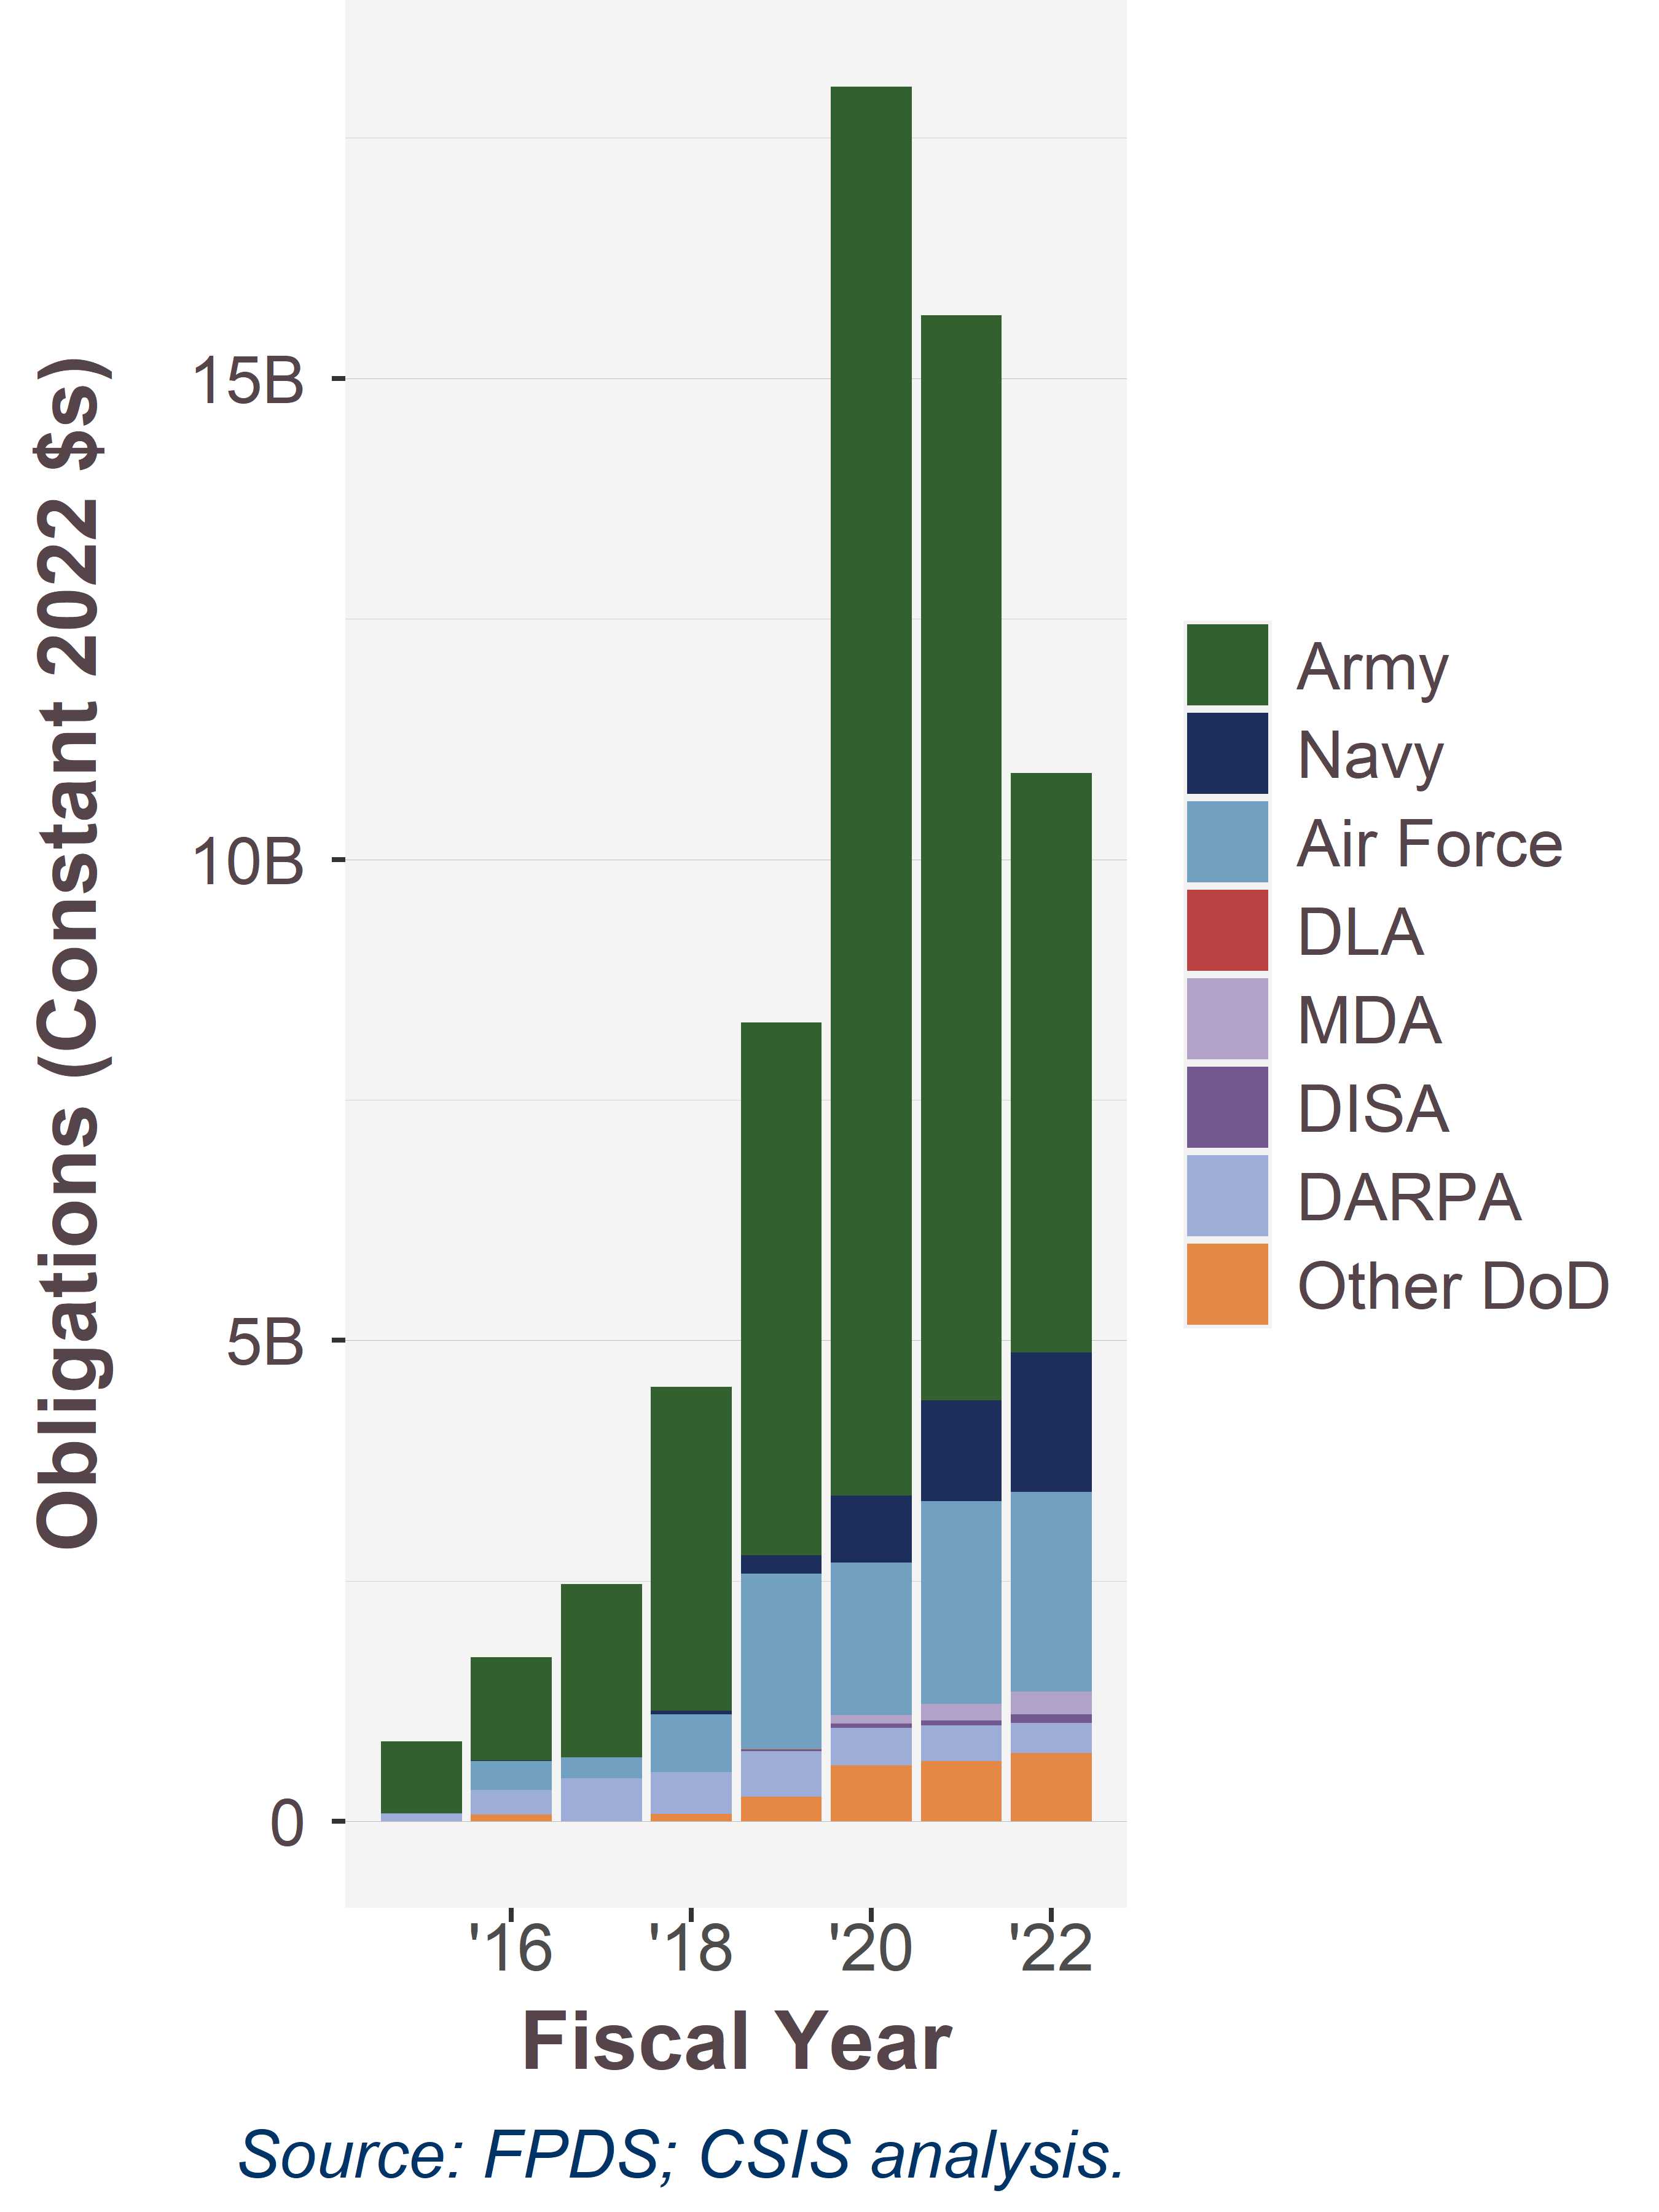 Obligations (Constant 2022 $s)
15B
10B
5B
0
'16 '18 '20 '22
Fiscal Year
Army
Navy
Air Force
DLA
MDA
DISA
DARPA
Other DoD
Source: FPDS; CSIS analysis.